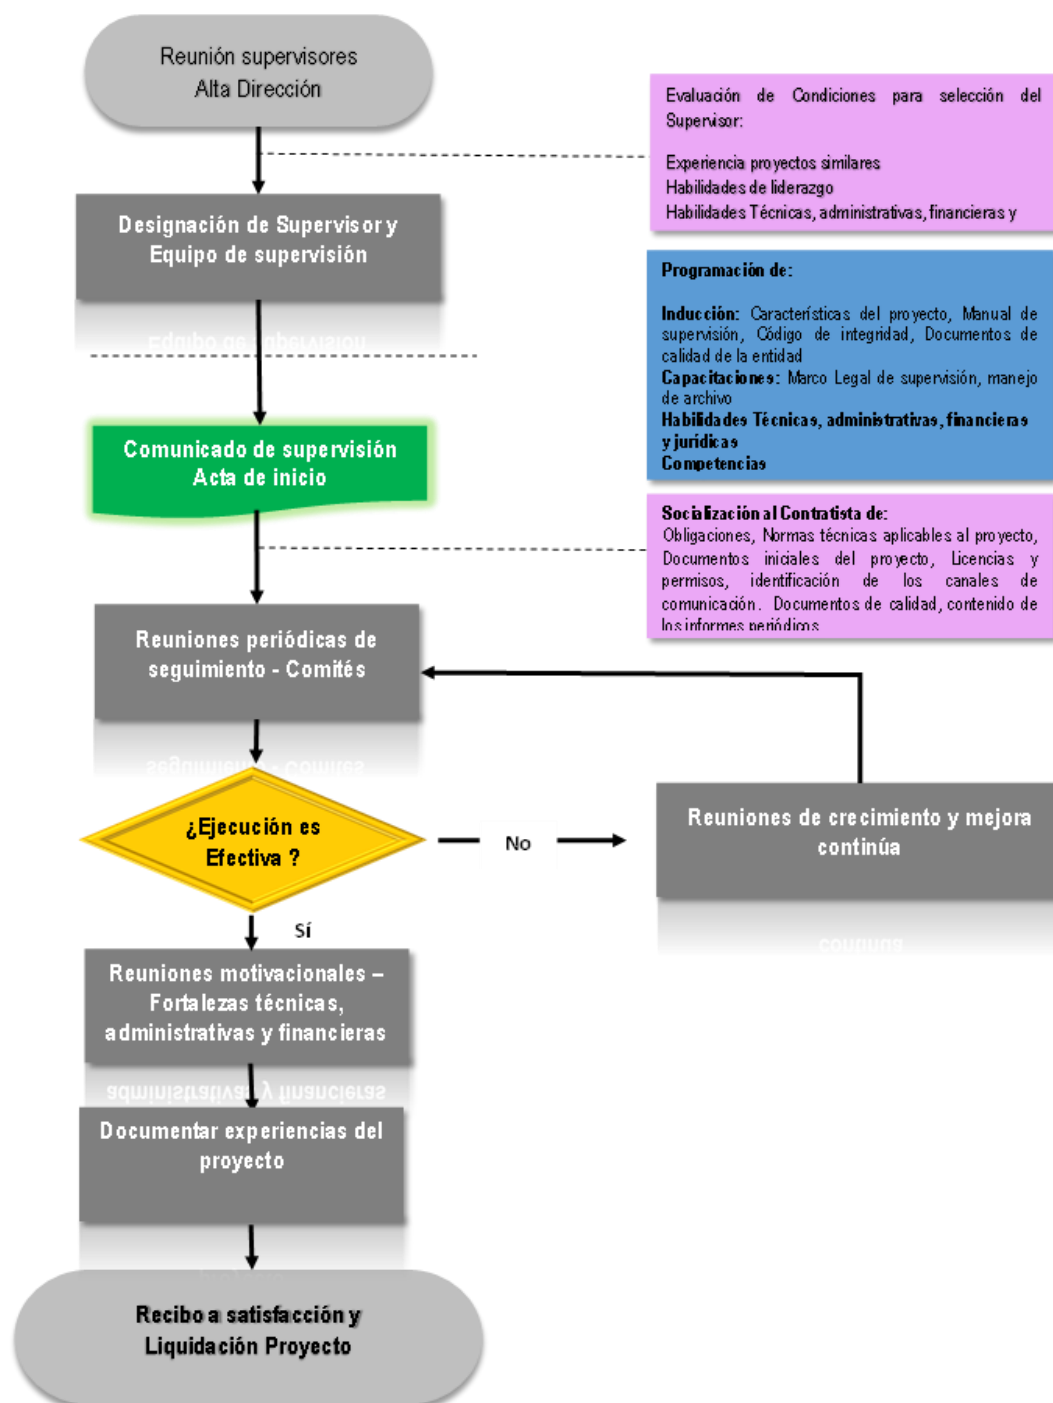 Reunión supervisores
Alta Dirección
Evaluación de Condiciones para selección del
Supervisor:
Experiencia proyectos similares
Habilidades de liderazgo
Habilidades Técnicas, administrativas, financieras y
Designación de Supervisor y
Equipo de supervisión
Programación de:
Inducción: Características del proyecto, Manual de
supervisión, Código de integridad, Documentos de
calidad de la entidad
Capacitaciones: Marco Legal de supervisión, manejo
de archivo
Habilidades Técnicas, administrativas, financieras
y jurídicas
Competencias
Comunicado de supervisión
Acta de inicio
Socialización al Contratista de:
Obligaciones, Normas técnicas aplicables al proyecto,
Documentos iniciales del proyecto, Licencias y
permisos, identificación de los canales de
comunicación. Documentos de calidad, contenido de
los informes periódicos
Reuniones periódicas de
seguimiento - Comités
¿Ejecución es
Efectiva ?
No
Reuniones de crecimiento y mejora
continúa
Sí
Reuniones motivacionales –
Fortalezas técnicas,
administrativas y financieras
Documentar experiencias del
proyecto
Recibo a satisfacción y
Liquidación Proyecto